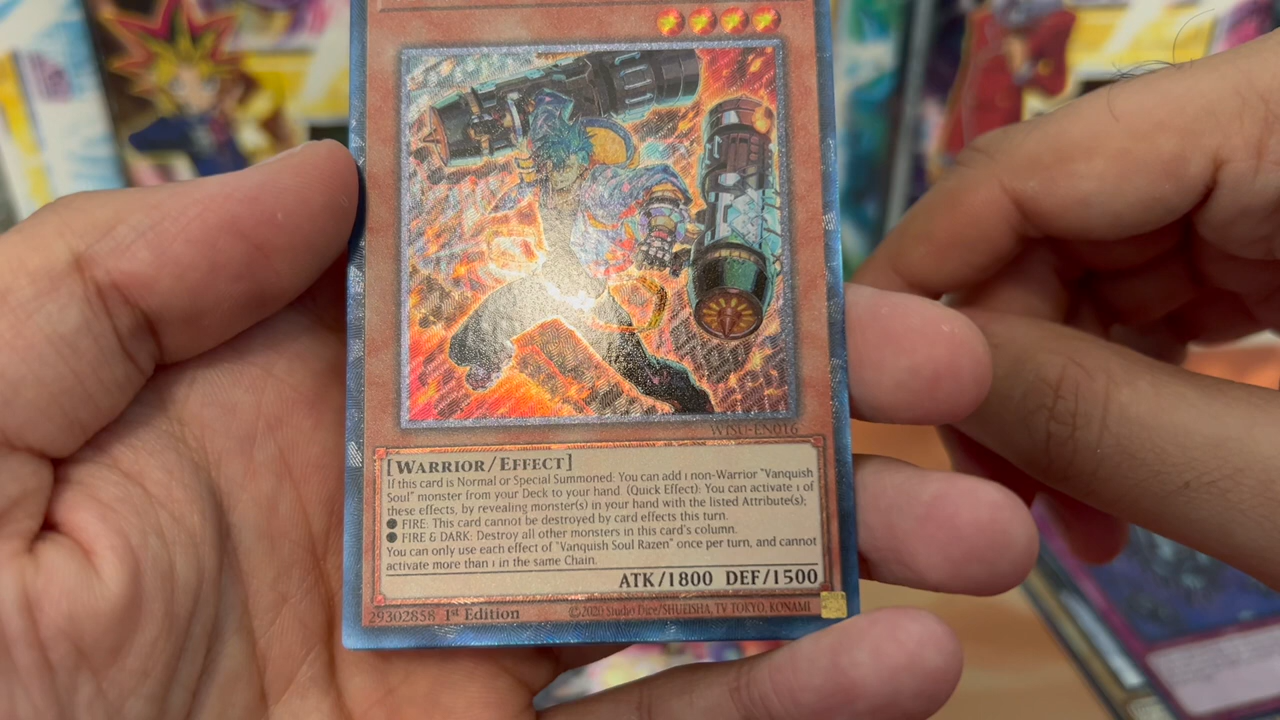 WISU-EN016
[WARRIOR/EFFECT]
If this card is Normal or Special Summoned: You can add 1 non-Warrior "Vanquish
Soul" monster from your Deck to your hand. (Quick Effect): You can activate 1 of
these effects, by revealing monster(s) in your hand with the listed Attribute(s);
● FIRE: This card cannot be destroyed by card effects this turn.
● FIRE & DARK: Destroy all other monsters in this card's column.
You can only use each effect of "Vanquish Soul Razen" once per turn, and cannot
activate more than 1 in the same Chain.
ATK/1800 DEF/1500
29302858 1st Edition ©2020 Studio Dice/SHUEISHA, TV TOKYO, KONAMI